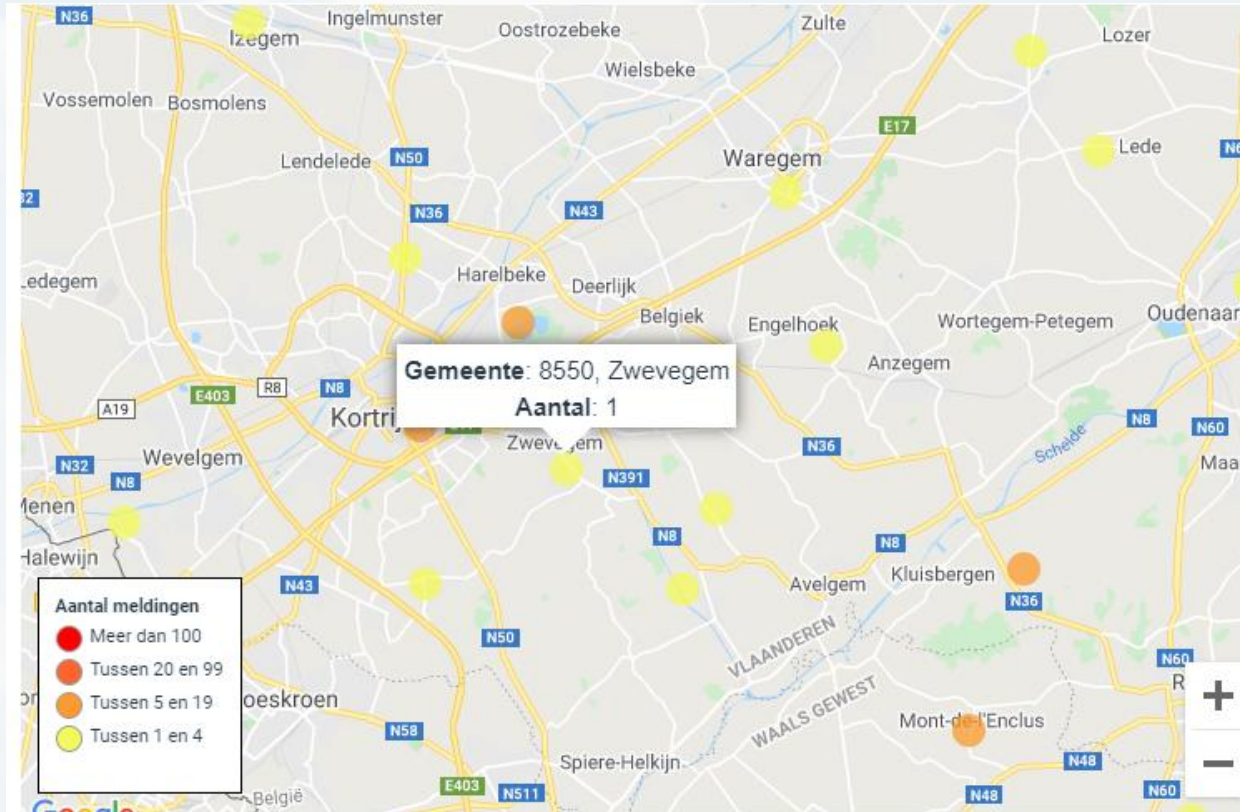 N36
Ingelmunster
Izegem
Oostrozebeke
Zulte
Lozer
Wielsbeke
Vossemolen
Bosmolens
E17
Lendelede
N50
Waregem
Lede
N36
N43
Harelbeke
Deerlijk
Belgiek
Engelhoek
Wortegem-Petegem
Anzegem
Gemeente: 8550, Zwevegem
Aantal: 1
E403
R8
N8
A19
Wevelgem
N32
N8
Zwevegem
N391
N36
Schelde
N8
N60
N8
N8
Avelgem
Kluisbergen
N36
Halewijn
N43
N50
VLAANDEREN
WAALS GEWEST
N60
Aantal meldingen
Meer dan 100
Tussen 20 en 99
Tussen 5 en 19
Tussen 1 en 4
N58
Mont-de-l'Enclus
Spiere-Helkijn
N48
E403
N511
N48
N60
België
Google
+
−